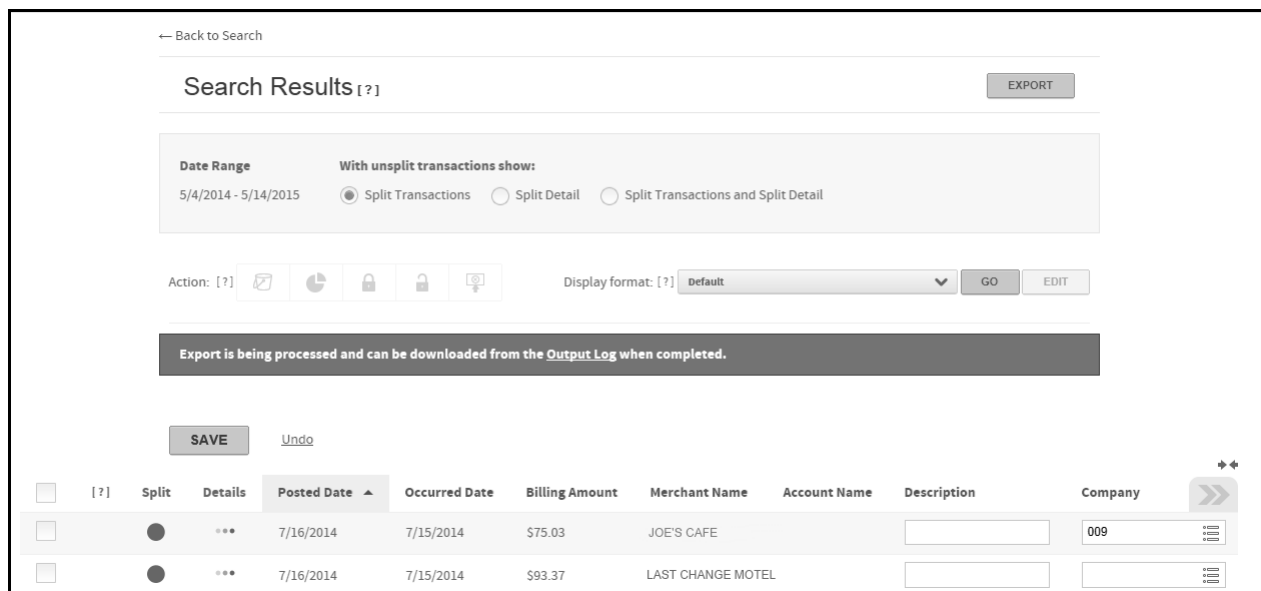 ← Back to Search
Search Results [?]
EXPORT
Date Range
With unsplit transactions show:
5/4/2014 - 5/14/2015
Split Transactions
Split Detail
Split Transactions and Split Detail
Action: [?]
Display format: [?] Default
GO
EDIT
Export is being processed and can be downloaded from the Output Log when completed.
SAVE
Undo
[?] Split Details Posted Date Occurred Date Billing Amount Merchant Name Account Name Description Company
7/16/2014 7/15/2014 $75.03 JOE'S CAFE 009
7/16/2014 7/15/2014 $93.37 LAST CHANGE MOTEL